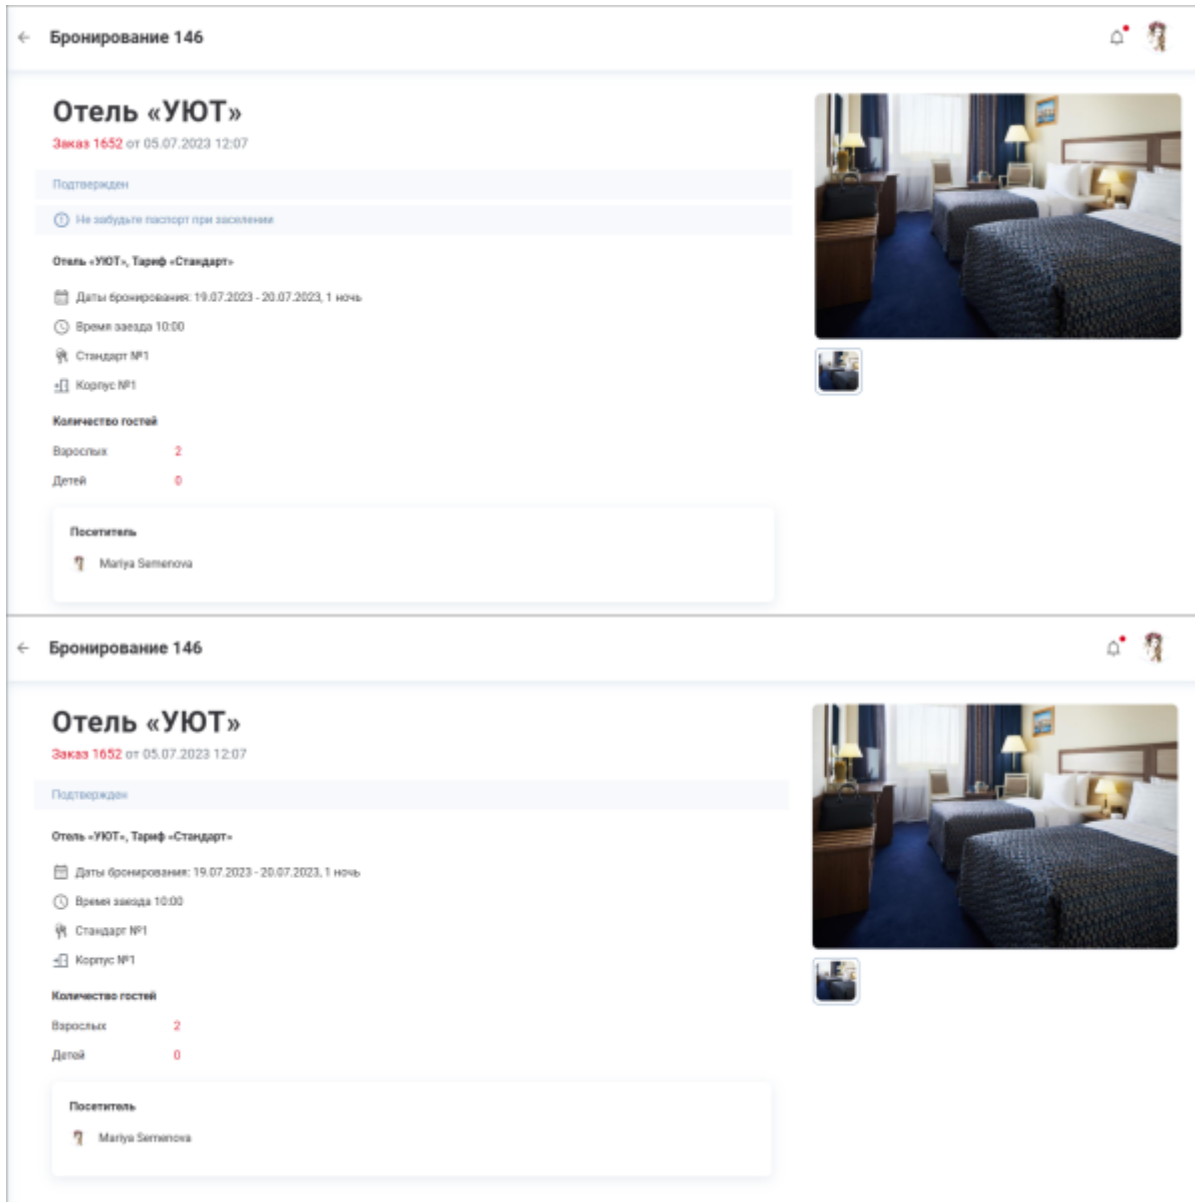 Бронирование 146
Отель «УЮТ»
Заказ 1652 от 05.07.2023 12:07
Подтвержден
Не забудьте паспорт при заселении
Отель «УЮТ», Тариф «Стандарт»
Даты бронирования: 19.07.2023 - 20.07.2023, 1 ночь
Время заезда 10:00
Стандарт №1
Корпус №1
Количество гостей
Взрослых 2
Детей 0
Посетитель
Mariya Semenova
Бронирование 146
Отель «УЮТ»
Заказ 1652 от 05.07.2023 12:07
Подтвержден
Отель «УЮТ», Тариф «Стандарт»
Даты бронирования: 19.07.2023 - 20.07.2023, 1 ночь
Время заезда 10:00
Стандарт №1
Корпус №1
Количество гостей
Взрослых 2
Детей 0
Посетитель
Mariya Semenova